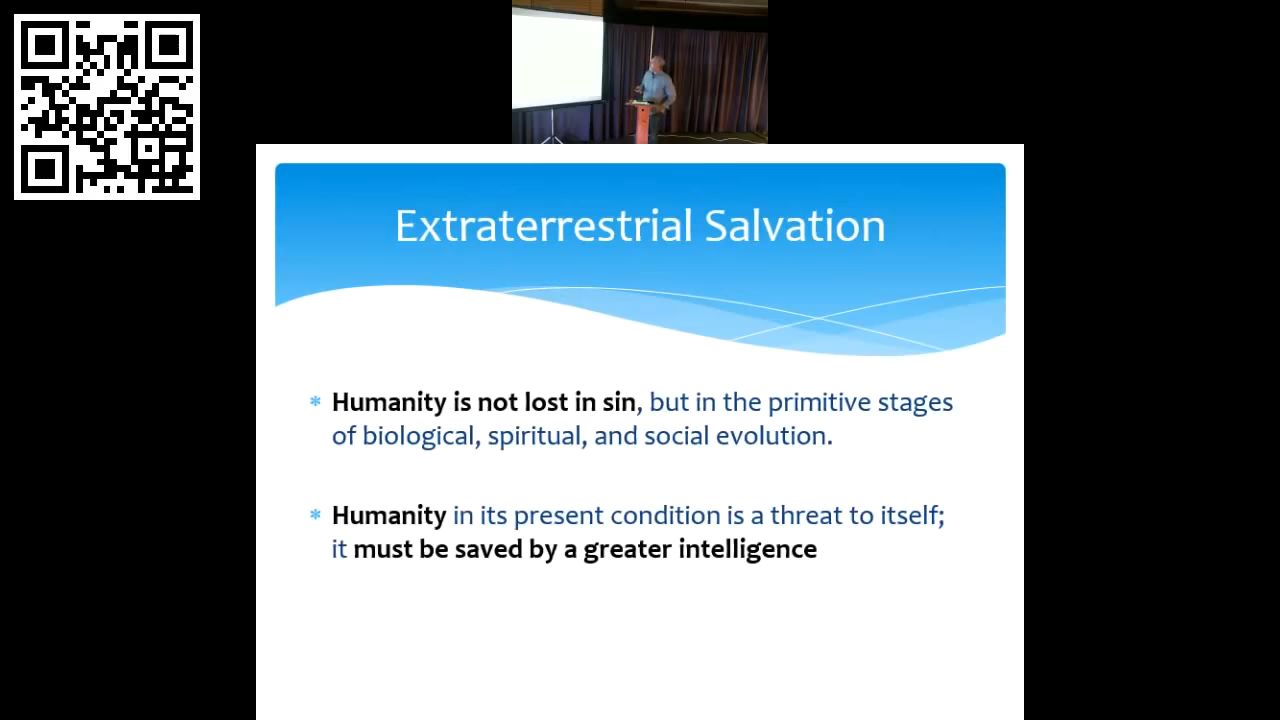 Extraterrestrial Salvation
* Humanity is not lost in sin, but in the primitive stages
of biological, spiritual, and social evolution.
* Humanity in its present condition is a threat to itself;
it must be saved by a greater intelligence